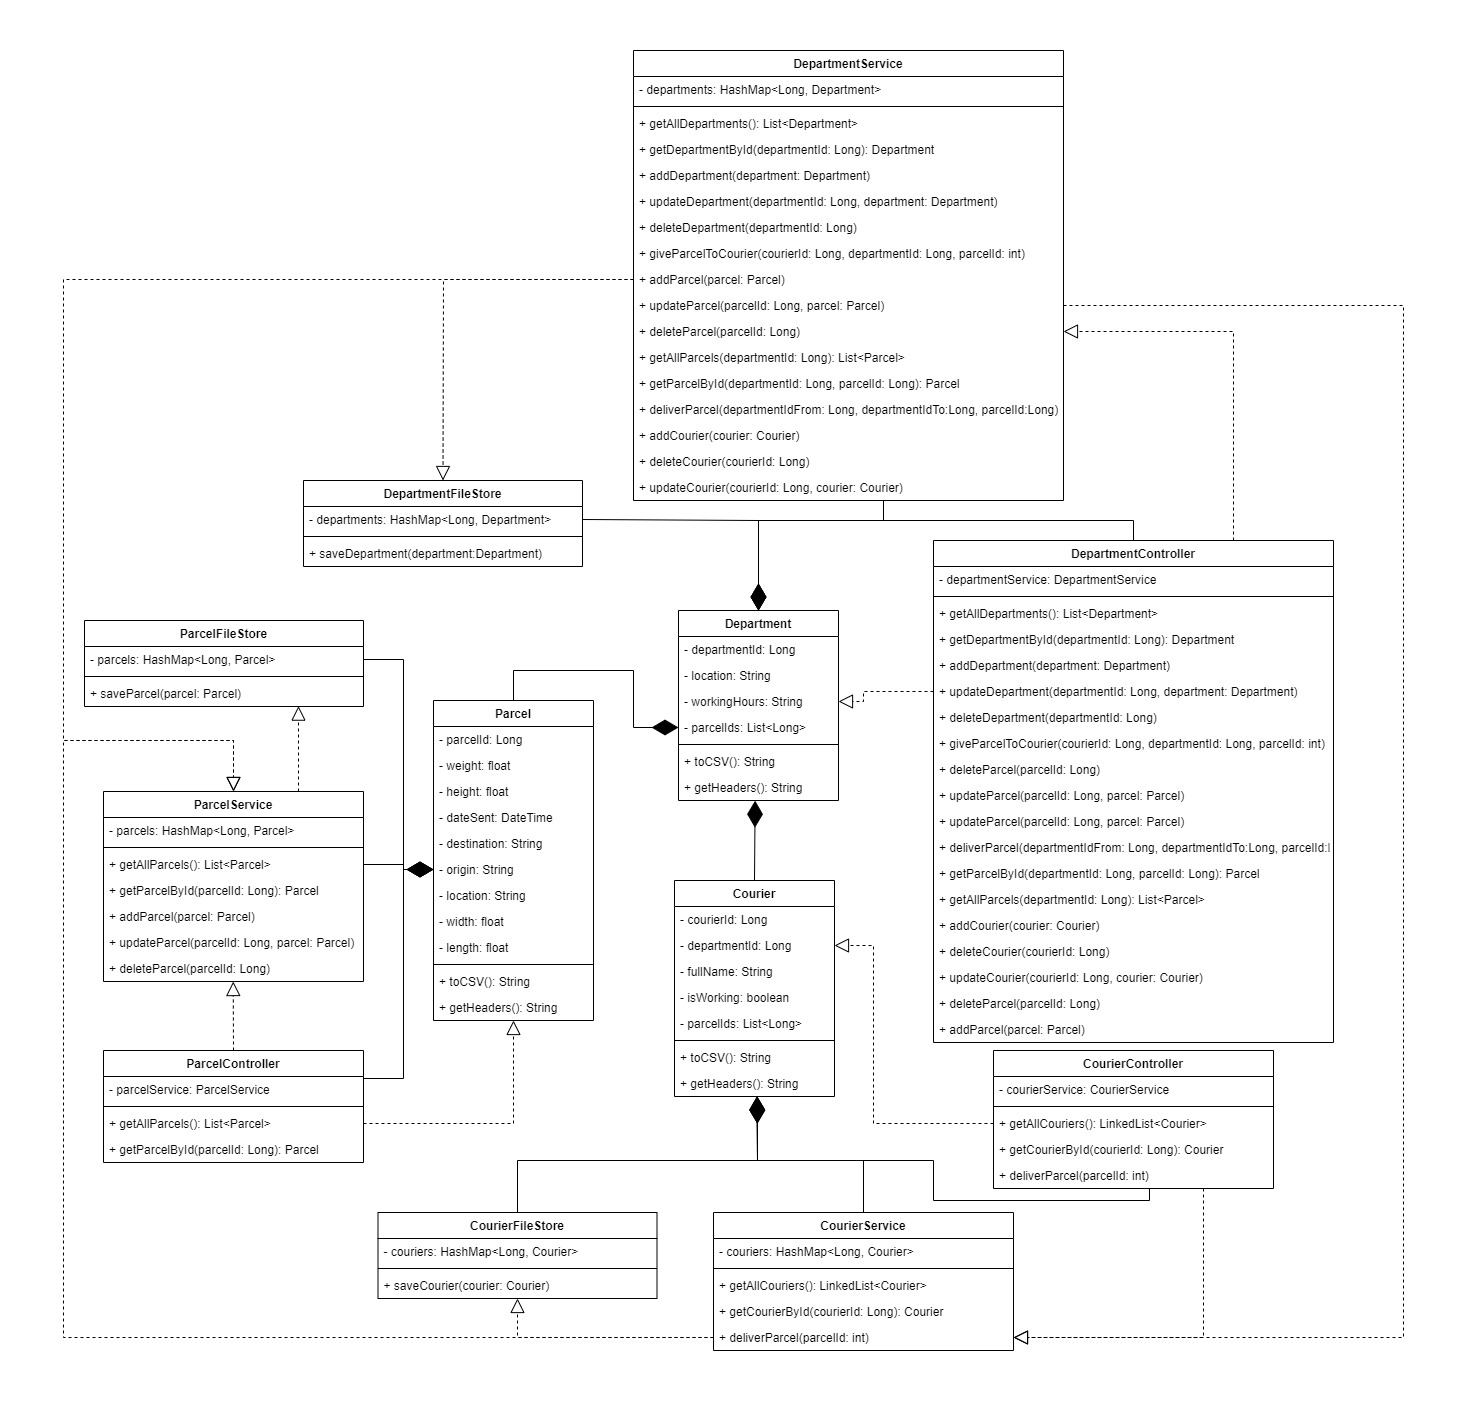 DepartmentService
- departments: HashMap<Long, Department>
+ getAllDepartments(): List<Department>
+ getDepartmentById(departmentId: Long): Department
+ addDepartment(department: Department)
+ updateDepartment(departmentId: Long, department: Department)
+ deleteDepartment(departmentId: Long)
+ giveParcelToCourier(courierId: Long, departmentId: Long, parcelId: int)
+ addParcel(parcel: Parcel)
+ updateParcel(parcelId: Long, parcel: Parcel)
+ deleteParcel(parcelId: Long)
+ getAllParcels(departmentId: Long): List<Parcel>
+ getParcelById(departmentId: Long, parcelId: Long): Parcel
+ deliverParcel(departmentIdFrom: Long, departmentIdTo:Long, parcelId:Long)
+ addCourier(courier: Courier)
+ deleteCourier(courierId: Long)
+ updateCourier(courierId: Long, courier: Courier)
DepartmentFileStore
- departments: HashMap<Long, Department>
+ saveDepartment(department:Department)
DepartmentController
- departmentService: DepartmentService
+ getAllDepartments(): List<Department>
+ getDepartmentById(departmentId: Long): Department
+ addDepartment(department: Department)
+ updateDepartment(departmentId: Long, department: Department)
+ deleteDepartment(departmentId: Long)
+ giveParcelToCourier(courierId: Long, departmentId: Long, parcelId: int)
+ deleteParcel(parcelId: Long)
+ updateParcel(parcelId: Long, parcel: Parcel)
+ updateParcel(parcelId: Long, parcel: Parcel)
+ deliverParcel(departmentIdFrom: Long, departmentIdTo:Long, parcelId:l
+ getParcelById(departmentId: Long, parcelId: Long): Parcel
+ getAllParcels(departmentId: Long): List<Parcel>
+ addCourier(courier: Courier)
+ deleteCourier(courierId: Long)
+ updateCourier(courierId: Long, courier: Courier)
+ deleteParcel(parcelId: Long)
+ addParcel(parcel: Parcel)
Department
- departmentId: Long
- location: String
- workingHours: String
- parcelIds: List<Long>
+ toCSV(): String
+ getHeaders(): String
ParcelFileStore
- parcels: HashMap<Long, Parcel>
+ saveParcel(parcel: Parcel)
Parcel
- parcelId: Long
- weight: float
- height: float
- dateSent: DateTime
- destination: String
- origin: String
- location: String
- width: float
- length: float
+ toCSV(): String
+ getHeaders(): String
ParcelService
- parcels: HashMap<Long, Parcel>
+ getAllParcels(): List<Parcel>
+ getParcelById(parcelId: Long): Parcel
+ addParcel(parcel: Parcel)
+ updateParcel(parcelId: Long, parcel: Parcel)
+ deleteParcel(parcelId: Long)
Courier
- courierId: Long
- departmentId: Long
- fullName: String
- isWorking: boolean
- parcelIds: List<Long>
+ toCSV(): String
+ getHeaders(): String
ParcelController
- parcelService: ParcelService
+ getAllParcels(): List<Parcel>
+ getParcelById(parcelId: Long): Parcel
CourierController
- courierService: CourierService
+ getAllCouriers(): LinkedList<Courier>
+ getCourierById(courierId: Long): Courier
+ deliverParcel(parcelId: int)
CourierFileStore
- couriers: HashMap<Long, Courier>
+ saveCourier(courier: Courier)
CourierService
- couriers: HashMap<Long, Courier>
+ getAllCouriers(): LinkedList<Courier>
+ getCourierById(courierId: Long): Courier
+ deliverParcel(parcelId: int)